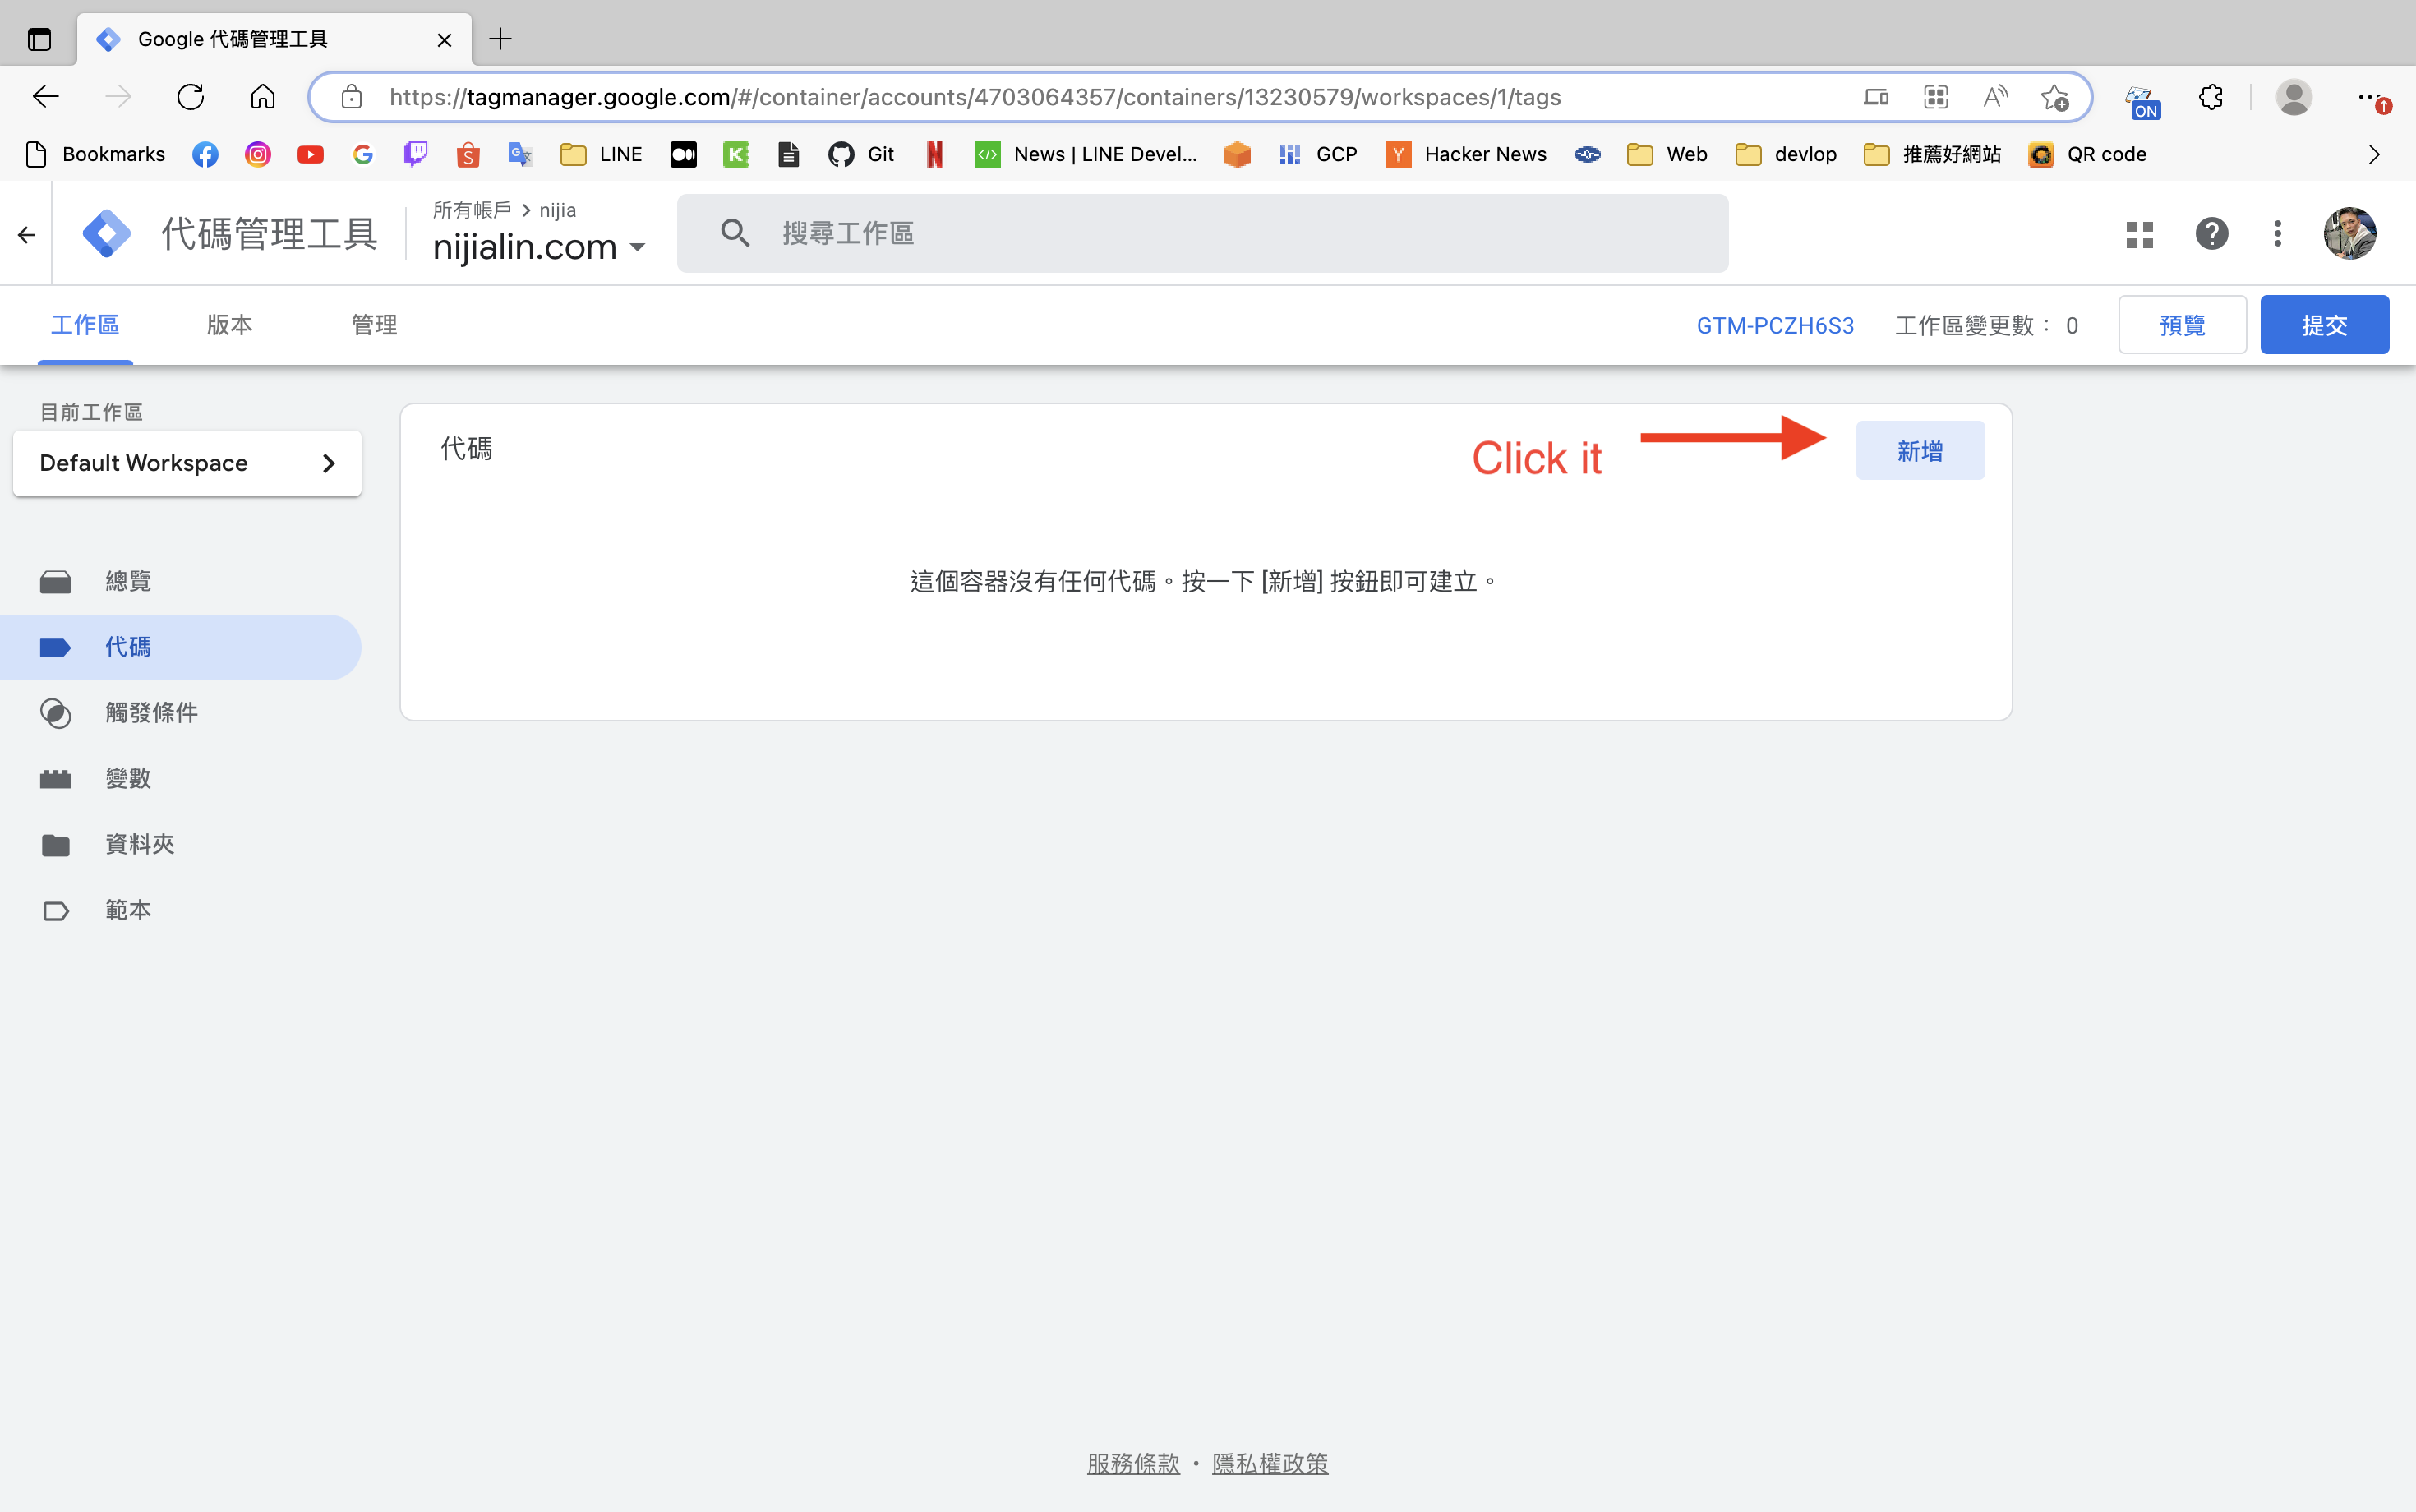 Google 代碼管理工具
https://tagmanager.google.com/#/container/accounts/4703064357/containers/13230579/workspaces/1/tags
ON
Bookmarks LINE Git News | LINE Devel... GCP Hacker News Web devlop 推薦好網站 QR code
代碼管理工具
所有帳戶 > nijia
nijialin.com
搜尋工作區
工作區 版本 管理 GTM-PCZH6S3 工作區變更數： 0 預覽 提交
目前工作區
Default Workspace
代碼
Click it
新增
這個容器沒有任何代碼。按一下 [新增] 按鈕即可建立。
總覽
代碼
觸發條件
變數
資料夾
範本
服務條款 · 隱私權政策